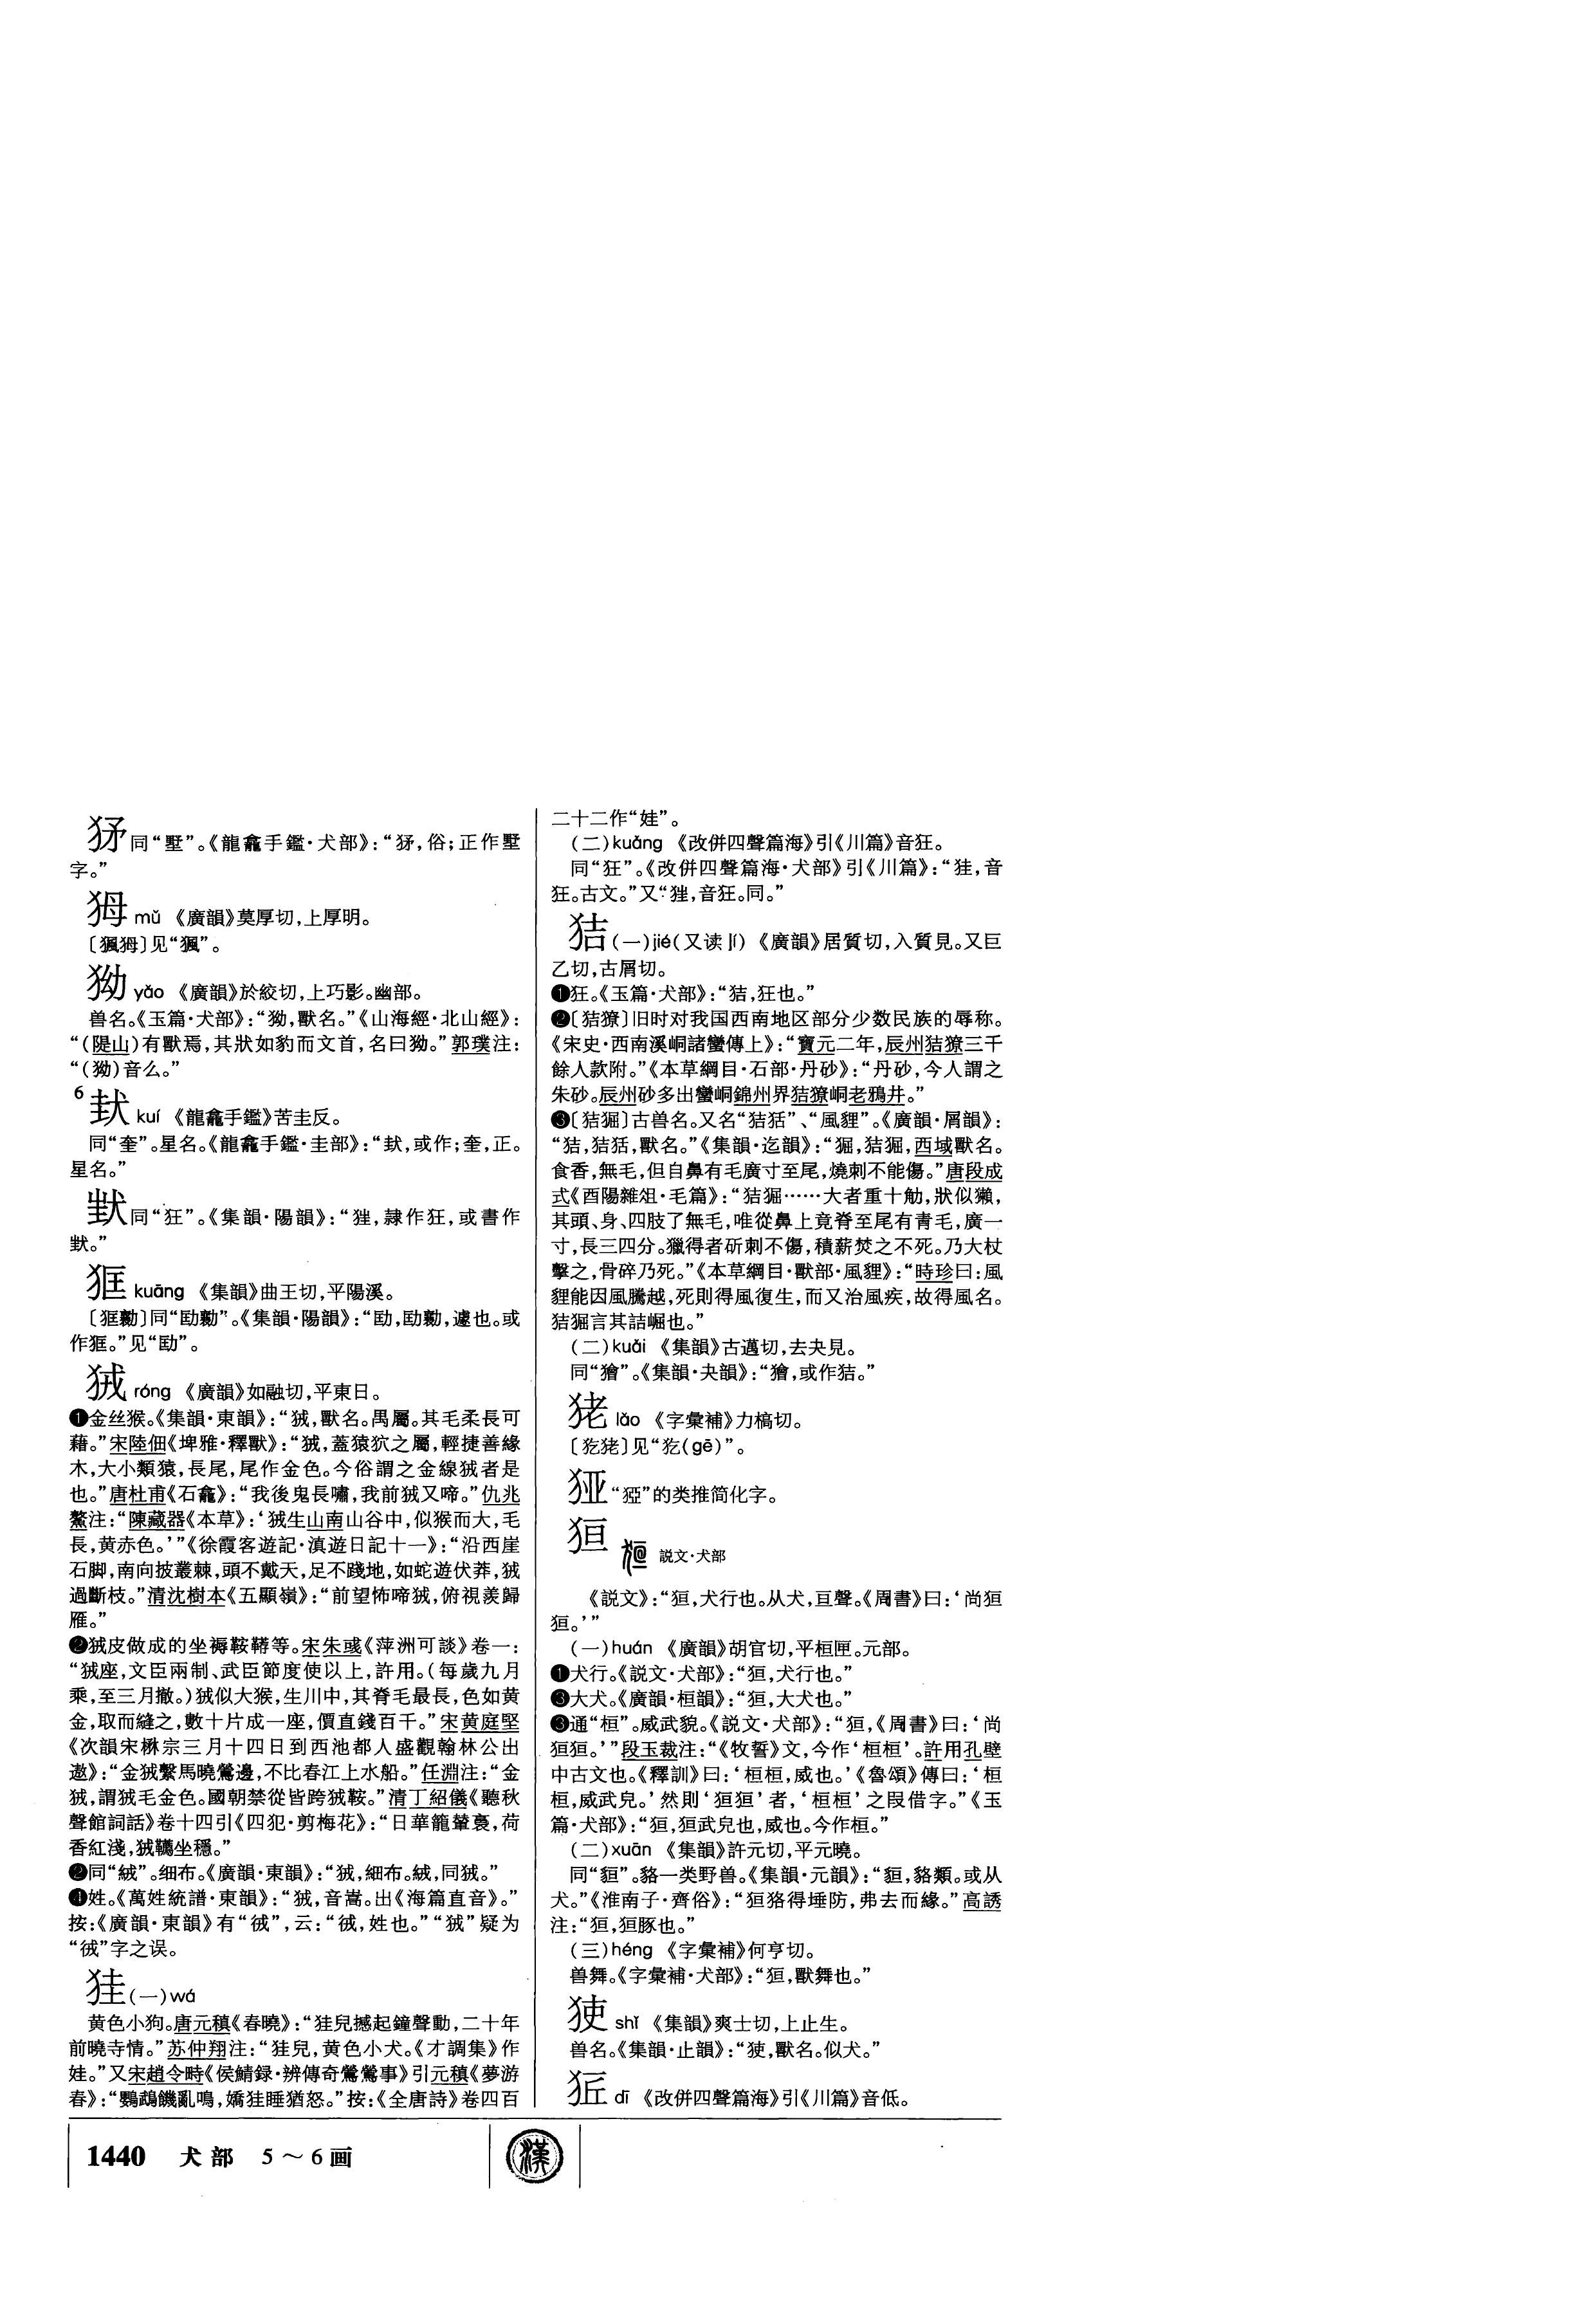 犽同“墅”。《龍龕手鑑·犬部》：“, 俗；正作墅
字。”
㺲 mǔ 《廣韻》莫厚切，上厚明。
〔㺲〕见“”。
㺲 yǎo 《廣韻》於絞切，上巧影。幽部。
兽名。《玉篇·犬部》：“狕，獸名。”《山海經·北山經》：
“（隄山）有獸焉，其狀如豹而文首，名曰狕。”郭璞注：
“（狕）音么。”
6
kuí 《龍龕手鑑》苦圭反。
同“奎”。星名。《龍龕手鑑·圭部》：“，或作；奎，正。
星名。”
同“狂”。《集韻·陽韻》：“狴，隸作狂，或書作
。”
狅 kuāng 《集韻》曲王切，平陽溪。
〔狅勷〕同“劻勷”。《集韻·陽韻》：“劻，劻勷，遽也。或
作。”见“劻”。
狨 róng 《廣韻》如融切，平東日。
❶金丝猴。《集韻·東韻》：“狨，獸名。禺屬。其毛柔長可
藉。”宋陸佃《埤雅·釋獸》：“狨，蓋猿狖之屬，輕捷善緣
木，大小類猿，長尾，尾作金色。今俗謂之金線狨者是
也。”唐杜甫《石龕》：“我後鬼長嘯，我前狨又啼。”仇兆
鰲注：“陳藏器《本草》：‘狨生山南山谷中，似猴而大，毛
長，黄赤色。’”《徐霞客遊記·滇遊日記十一》：“沿西崖
石脚，南向披叢棘，頭不戴天，足不踐地，如蛇遊伏莽，狨
過斷枝。”清沈樹本《五顯嶺》：“前望怖啼狨，俯視羨歸
雁。”
❷狨皮做成的坐褥鞍鞯等。宋朱彧《萍洲可談》卷一：
“狨座，文臣兩制、武臣節度使以上，許用。（每歲九月
乘，至三月撤。）狨似大猴，生川中，其脊毛最長，色如黄
金，取而縫之，數十片成一座，價直錢百千。”宋黄庭堅
《次韻宋楙宗三月十四日到西池都人盛觀翰林公出
遨》：“金狨繫馬曉鶯邊，不比春江上水船。”任淵注：“金
狨，謂狨毛金色。國朝禁從皆跨狨鞍。”清丁紹儀《聽秋
聲館詞話》卷十四引《四犯·剪梅花》：“日華籠輦裛，荷
香紅淺，狨韉坐穩。”
❷同“絨”。细布。《廣韻·東韻》：“狨，細布。絨，同狨。”
❹姓。《萬姓統譜·東韻》：“狨，音嵩。出《海篇直音》。”
按：《廣韻·東韻》有“㣝”，云：“㣝，姓也。”“狨”疑为
“㣝”字之误。
㹦（一）wá
黄色小狗。唐元稹《春曉》：“㹦兒撼起鐘聲動，二十年
前曉寺情。”苏仲翔注：“㹦兒，黄色小犬。《才調集》作
娃。”又宋趙令畤《侯鯖録·辨傳奇鶯鶯事》引元稹《夢游
春》：“鸚鵡饑亂鳴，嬌㹦睡猶怒。”按：《全唐詩》卷四百
二十二作“娃”。
（二）kuǎng 《改併四聲篇海》引《川篇》音狂。
同“狂”。《改併四聲篇海·犬部》引《川篇》：“㹦，音
狂。古文。”又“，音狂。同。”
狤（一）jié（又读 jí）《廣韻》居質切，入質見。又巨
乙切，古屑切。
❶狂。《玉篇·犬部》：“狤，狂也。”
❷〔狤獠〕旧时对我国西南地区部分少数民族的辱称。
《宋史·西南溪峒諸蠻傳上》：“寶元二年，辰州狤獠三千
餘人款附。”《本草綱目·石部·丹砂》：“丹砂，今人謂之
朱砂。辰州砂多出蠻峒錦州界狤獠峒老鴉井。”
❸〔狤𤟎〕古兽名。又名“狤狧”、“風貍”。《廣韻·屑韻》：
“狤，狤狧，獸名。”《集韻·迄韻》：“𤟎，狤𤟎，西域獸名。
食香，無毛，但自鼻有毛廣寸至尾，燒刺不能傷。”唐段成
式《酉陽雜俎·毛篇》：“狤𤟎……大者重十觔，狀似獺，
其頭、身、四肢了無毛，唯從鼻上竟脊至尾有青毛，廣一
寸，長三四分。獵得者斫刺不傷，積薪焚之不死。乃大杖
擊之，骨碎乃死。”《本草綱目·獸部·風貍》：“時珍曰：風
貍能因風騰越，死則得風復生，而又治風疾，故得風名。
狤𤟎言其詰崛也。”
（二）kuǎi 《集韻》古邁切，去夬見。
同“獪”。《集韻·夬韻》：“獪，或作狤。”
狫 lǎo 《字彙補》力槁切。
〔犵狫〕见“犵（gē）”。
“猰”的类推简化字。
狟 説文·犬部
《説文》：“狟，犬行也。从犬，亘聲。《周書》曰：‘尚狟
狟。’”
（一）huán 《廣韻》胡官切，平桓匣。元部。
❶犬行。《説文·犬部》：“狟，犬行也。”
❸大犬。《廣韻·桓韻》：“狟，大犬也。”
❸通“桓”。威武貌。《説文·犬部》：“狟，《周書》曰：‘尚
狟狟。’”段玉裁注：“《牧誓》文，今作‘桓桓’。許用孔壁
中古文也。《釋訓》曰：‘桓桓，威也。’《魯頌》傳曰：‘桓
桓，威武皃。’然則‘狟狟’者，‘桓桓’之叚借字。”《玉
篇·犬部》：“狟，狟武皃也，威也。今作桓。”
（二）xuān 《集韻》許元切，平元曉。
同“貆”。貉一类野兽。《集韻·元韻》：“貆，貉類。或从
犬。”《淮南子·齊俗》：“狟狢得埵防，弗去而緣。”高誘
注：“狟，狟豚也。”
（三）héng 《字彙補》何亨切。
兽舞。《字彙補·犬部》：“狟，獸舞也。”
㹬 shǐ 《集韻》爽士切，上止生。
兽名。《集韻·止韻》：“㹬，獸名。似犬。”
dī 《改併四聲篇海》引《川篇》音低。
1440 犬部 5～6画
漢